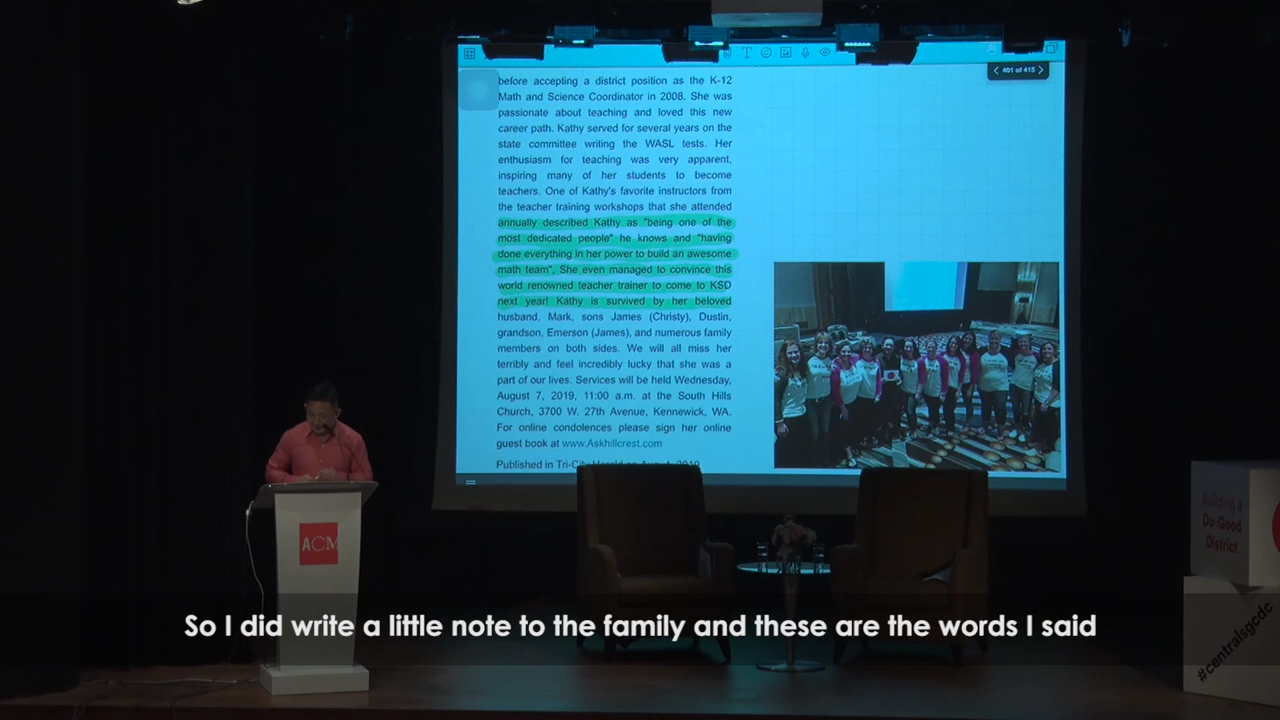 401 of 415
before accepting a district position as the K-12
Math and Science Coordinator in 2008. She was
passionate about teaching and loved this new
career path. Kathy served for several years on the
state committee writing the WASL tests. Her
enthusiasm for teaching was very apparent,
inspiring many of her students to become
teachers. One of Kathy's favorite instructors from
the teacher training workshops that she attended
annually described Kathy as "being one of the
most dedicated people" he knows and "having
done everything in her power to build an awesome
math team", She even managed to convince this
world renowned teacher trainer to come to KSD
next year! Kathy is survived by her beloved
husband, Mark, sons James (Christy), Dustin,
grandson, Emerson (James), and numerous family
members on both sides. We will all miss her
terribly and feel incredibly lucky that she was a
part of our lives. Services will be held Wednesday,
August 7, 2019, 11:00 a.m. at the South Hills
Church, 3700 W. 27th Avenue, Kennewick, WA.
For online condolences please sign her online
guest book at www.Askhillcrest.com
Published in Tri-City Herald on Aug. 4, 2019
ACM
Building a
Do-Good
District
#centralsgcdc
So I did write a little note to the family and these are the words I said